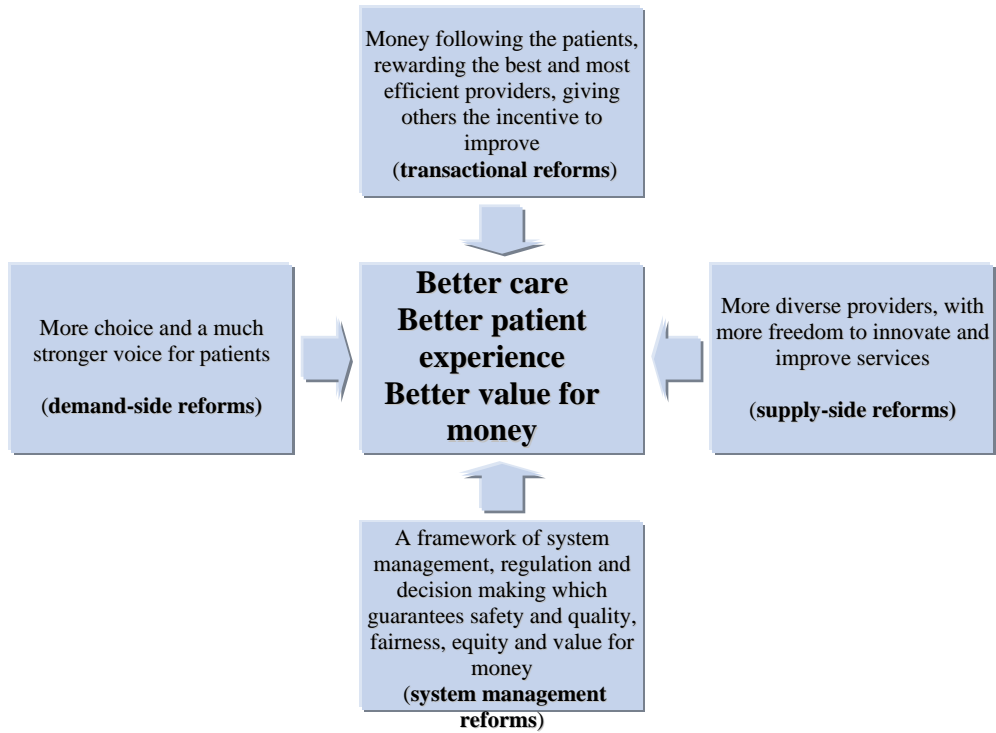 Money following the patients,
rewarding the best and most
efficient providers, giving
others the incentive to
improve
(transactional reforms)
More choice and a much
stronger voice for patients
(demand-side reforms)
Better care
Better patient
experience
Better value for
money
More diverse providers, with
more freedom to innovate and
improve services
(supply-side reforms)
A framework of system
management, regulation and
decision making which
guarantees safety and quality,
fairness, equity and value for
money
(system management
reforms)